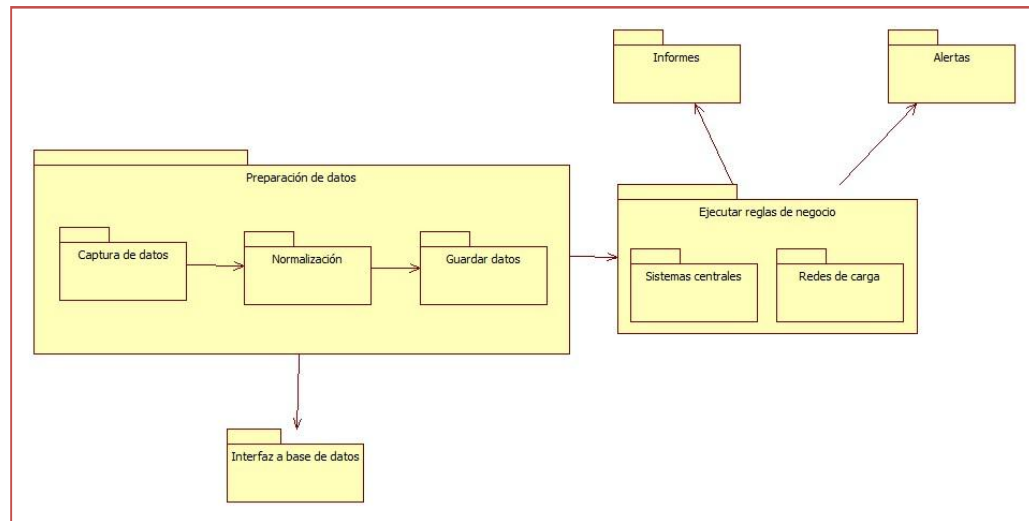 Informes
Alertas
Preparación de datos
Ejecutar reglas de negocio
Captura de datos
Normalización
Guardar datos
Sistemas centrales
Redes de carga
Interfaz a base de datos